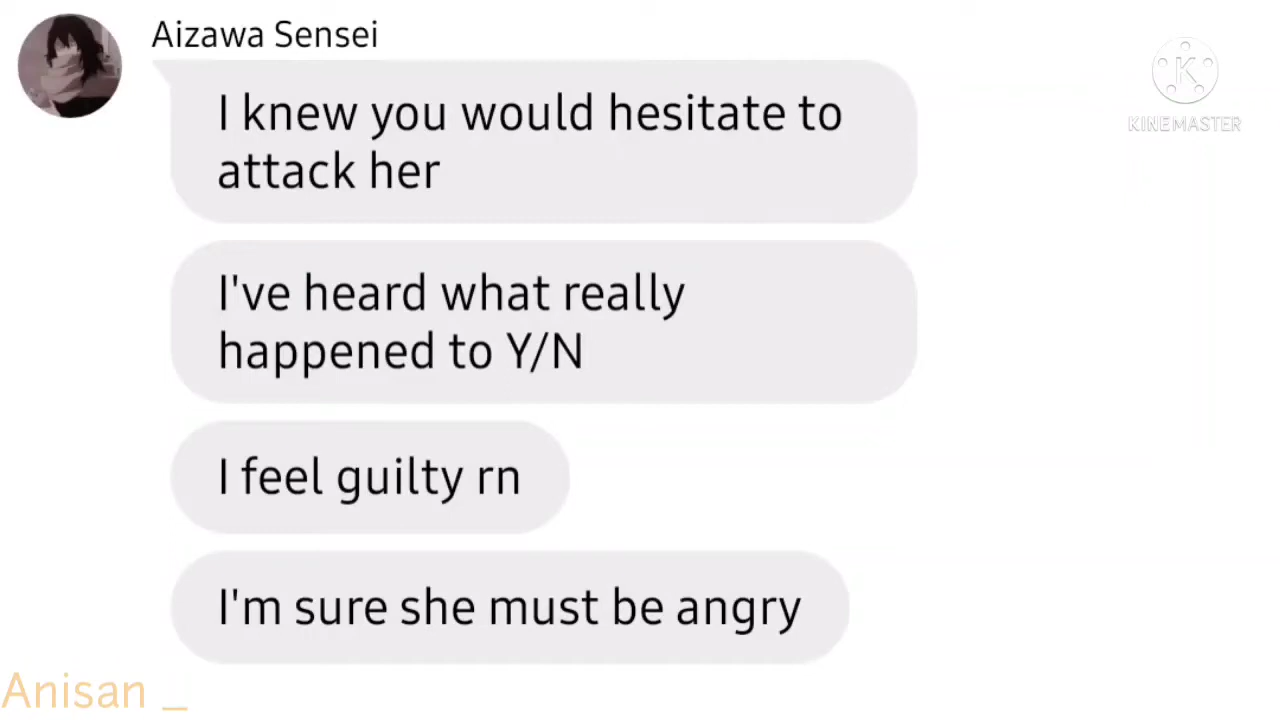 Aizawa Sensei
I knew you would hesitate to
attack her
I've heard what really
happened to Y/N
I feel guilty rn
I'm sure she must be angry
K
KINEMASTER
Anisan _